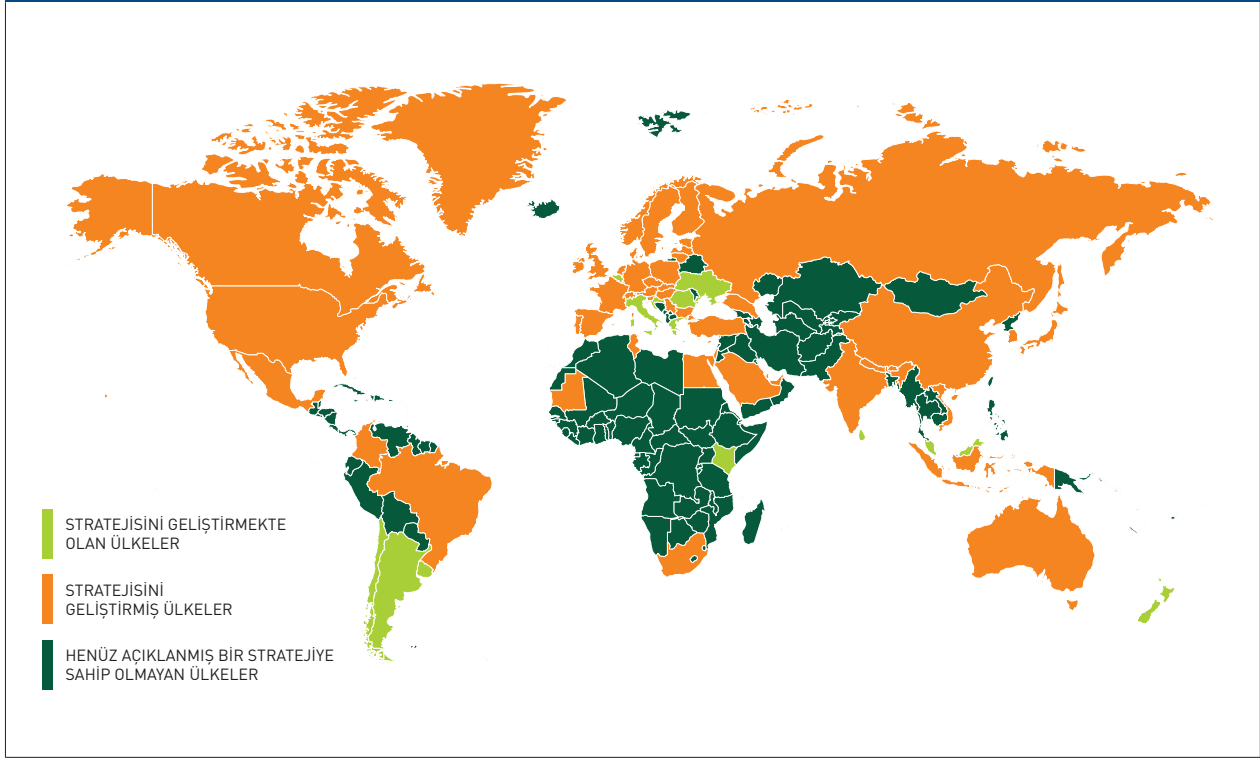 STRATEJİSİNİ GELİŞTİRMEKTE
OLAN ÜLKELER
STRATEJİSİNİ
GELİŞTİRMİŞ ÜLKELER
HENÜZ AÇIKLANMIŞ BİR STRATEJİYE
SAHİP OLMAYAN ÜLKELER